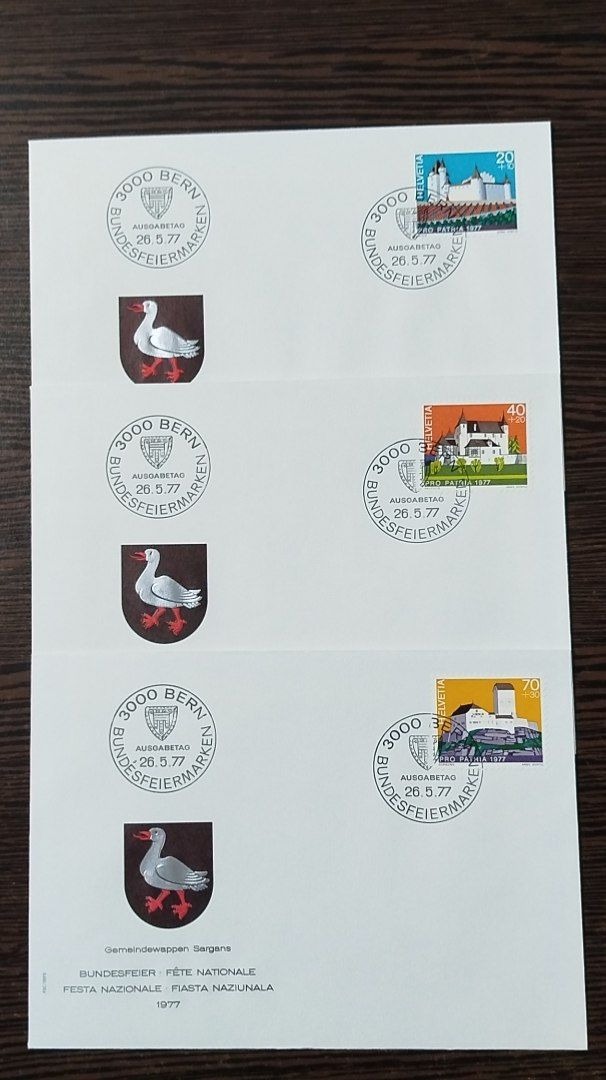 3000 BERN
AUSGABETAG
26.5.77
BUNDESFEIERMARKEN
3000 BERN
AUSGABETAG
26.5.77
BUNDESFEIERMARKEN
HELVETIA
20
+10
PRO PATRIA 1977
3000 BERN
AUSGABETAG
26.5.77
BUNDESFEIERMARKEN
3000
AUSGABETAG
26.5.77
BUNDESFEIERMARKEN
HELVETIA
40
+20
PRO PATRIA 1977
3000 BERN
AUSGABETAG
26.5.77
BUNDESFEIERMARKEN
3000 BERN
AUSGABETAG
26.5.77
BUNDESFEIERMARKEN
HELVETIA
70
+30
PRO PATRIA 1977
Gemeindewappen Sargans
BUNDESFEIER · FÊTE NATIONALE
FESTA NAZIONALE · FIASTA NAZIUNALA
1977